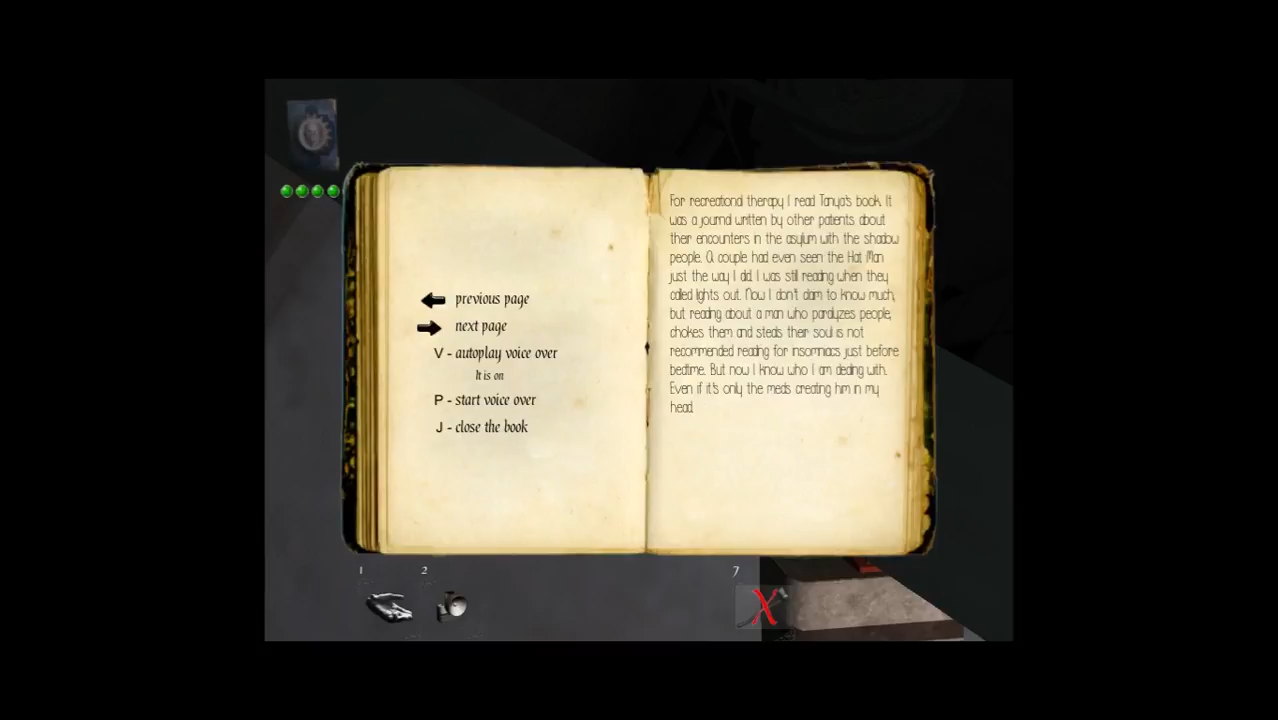 previous page
next page
V - autoplay voice over
It is on
P - start voice over
J - close the book
For recreational therapy I read Tanya's book. It
was a journal written by other patients about
their encounters in the asylum with the shadow
people. A couple had even seen the Hat Man
just the way I did. I was still reading when they
called lights out. Now I don't claim to know much,
but reading about a man who paralyzes people,
chokes them and steals their soul is not
recommended reading for insomniacs just before
bedtime. But now I know who I am dealing with.
Even if it's only the meds creating him in my
head.
1
2
7
X